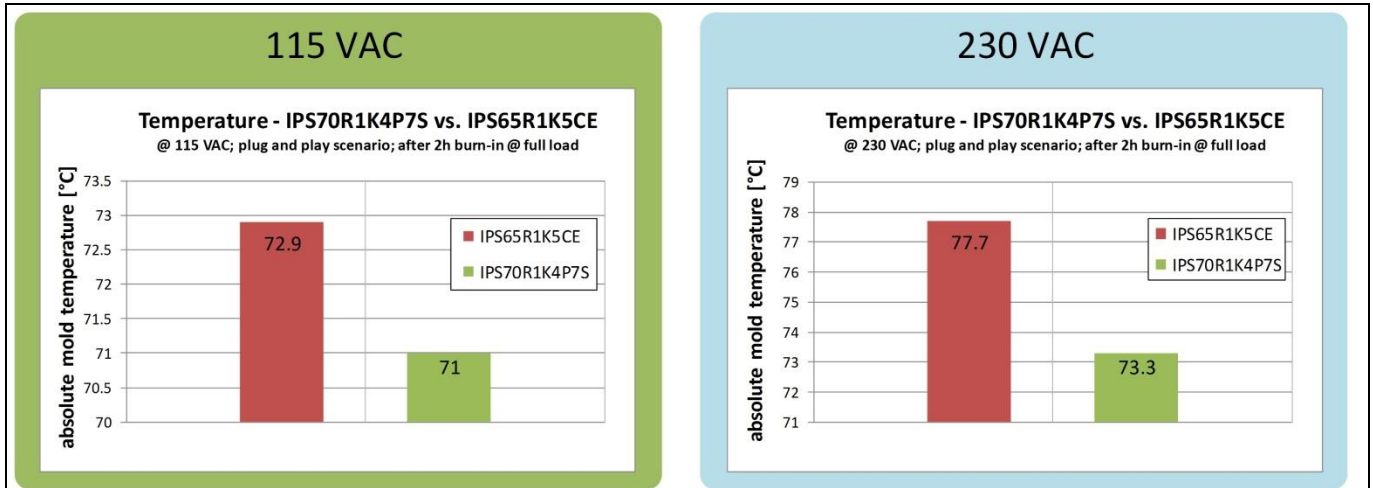 115 VAC
Temperature - IPS70R1K4P7S vs. IPS65R1K5CE
@ 115 VAC; plug and play scenario; after 2h burn-in @ full load
absolute mold temperature [°C]
73.5
73
72.5
72
71.5
71
70.5
70
72.9
71
IPS65R1K5CE
IPS70R1K4P7S
230 VAC
Temperature - IPS70R1K4P7S vs. IPS65R1K5CE
@ 230 VAC; plug and play scenario; after 2h burn-in @ full load
absolute mold temperature [°C]
79
78
77
76
75
74
73
72
71
77.7
73.3
IPS65R1K5CE
IPS70R1K4P7S